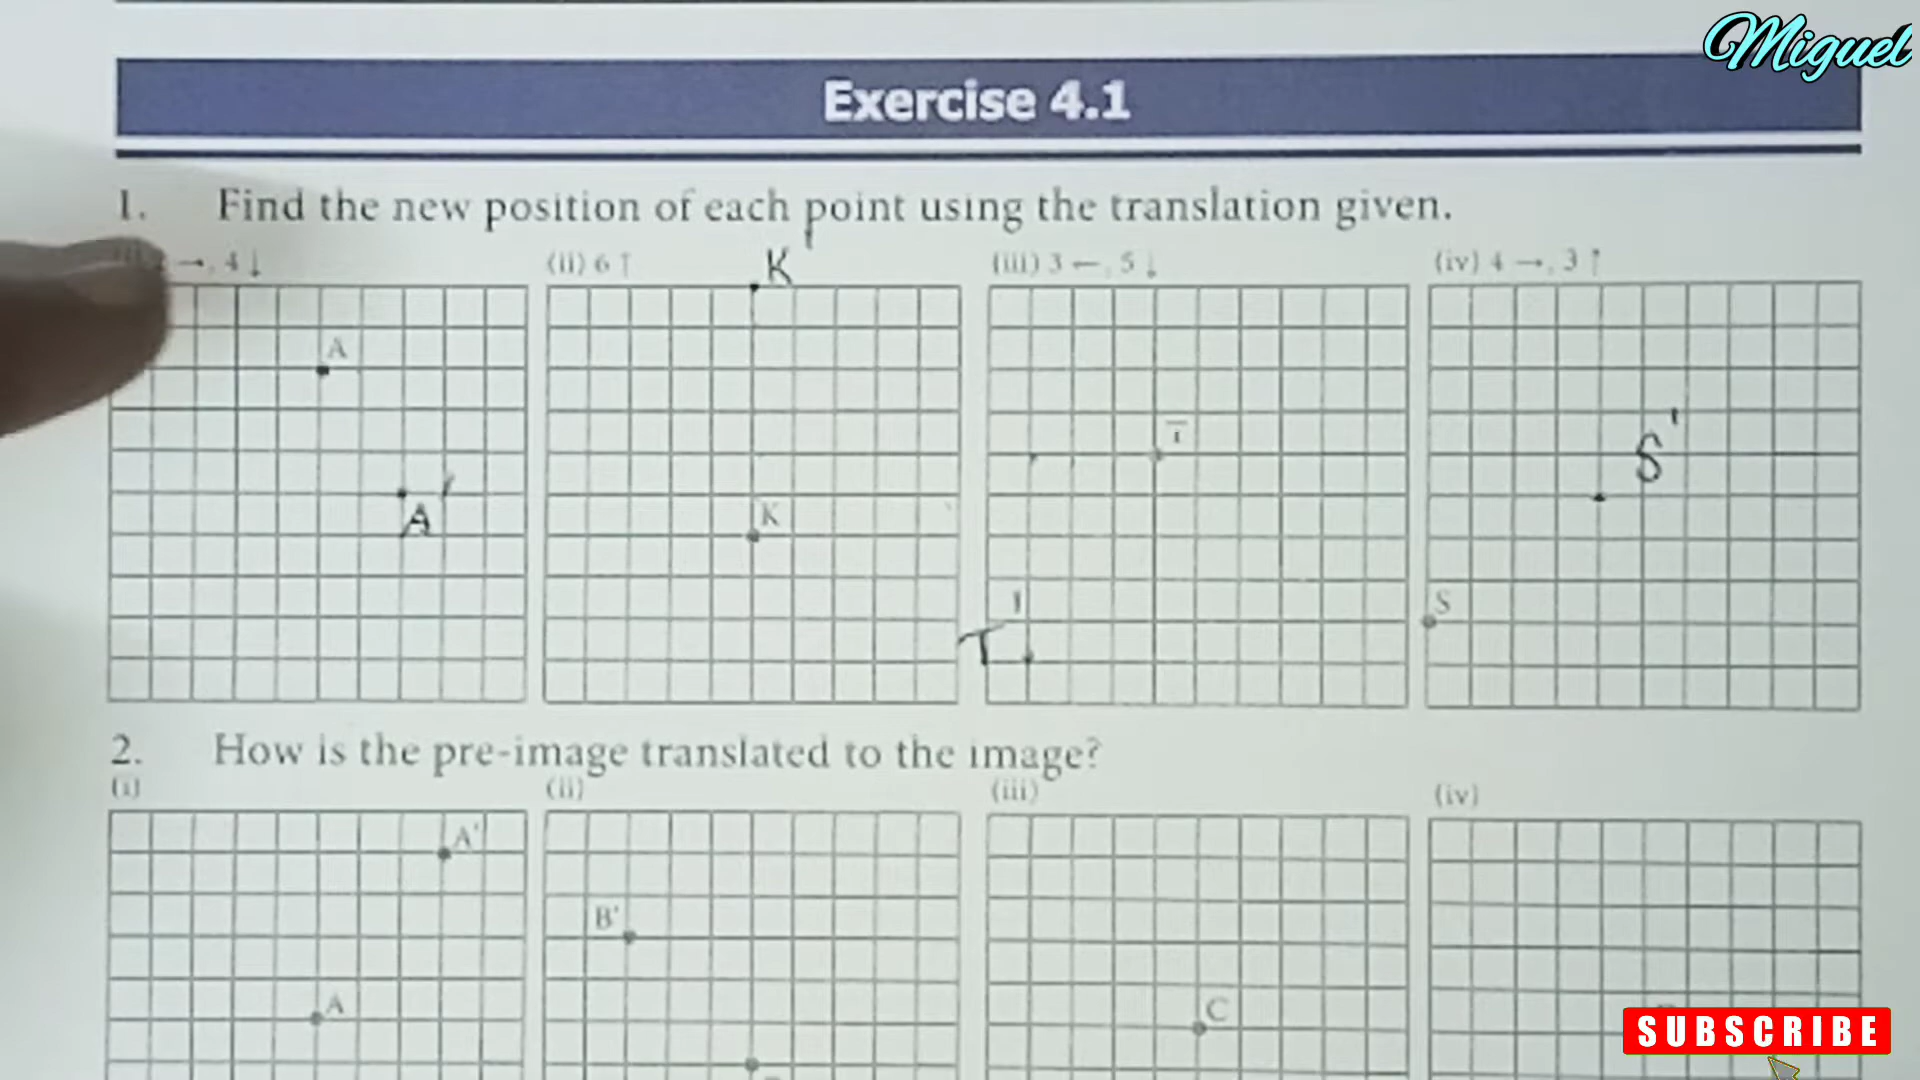 Miguel
Exercise 4.1
1. Find the new position of each point using the translation given.
→, 4 ↓
(ii) 6 ↑
(iii) 3 ←, 5 ↓
(iv) 4 →, 3 ↑
K'
A
A'
K
T
T'
S'
S
2. How is the pre-image translated to the image?
(i)
(ii)
(iii)
(iv)
A'
A
B'
C
SUBSCRIBE